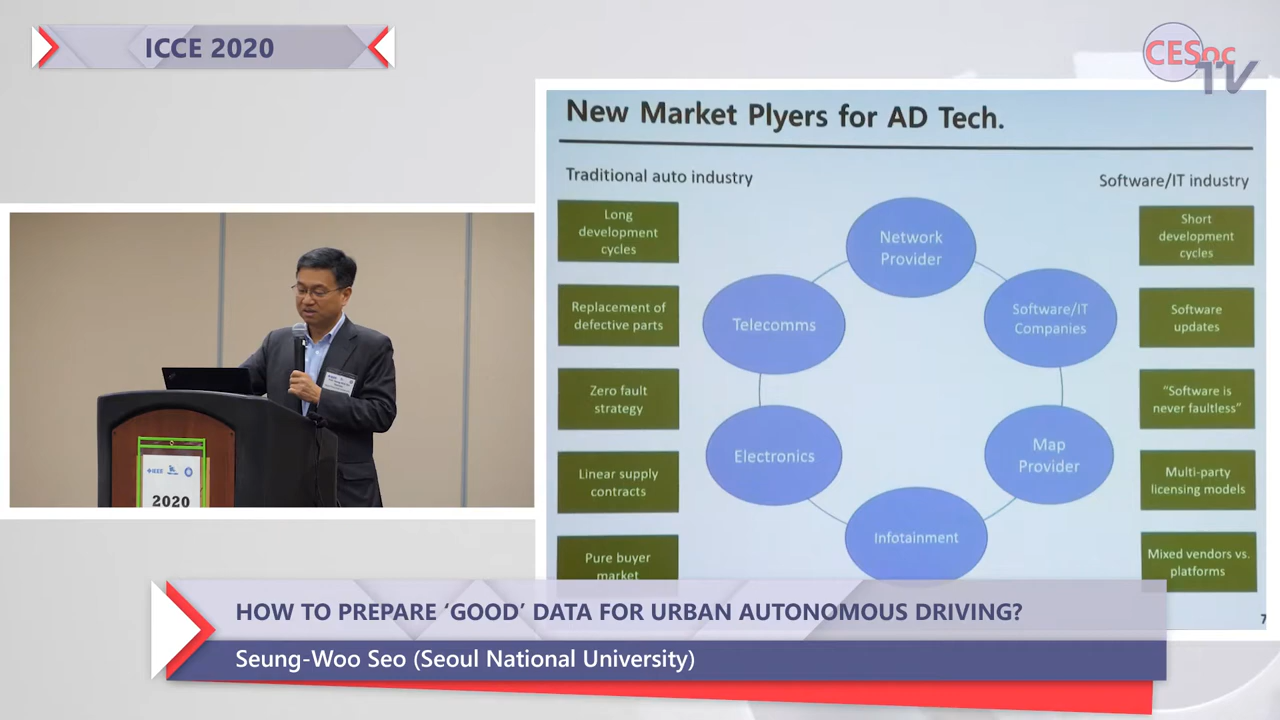 ICCE 2020
CESoc
TV
New Market Plyers for AD Tech.
Traditional auto industry
Software/IT industry
Long
development
cycles
Replacement of
defective parts
Zero fault
strategy
Linear supply
contracts
Pure buyer
market
Network
Provider
Telecomms
Software/IT
Companies
Electronics
Map
Provider
Infotainment
Short
development
cycles
Software
updates
“Software is
never faultless”
Multi-party
licensing models
Mixed vendors vs.
platforms
7
IEEE
2020
HOW TO PREPARE ‘GOOD’ DATA FOR URBAN AUTONOMOUS DRIVING?
Seung-Woo Seo (Seoul National University)